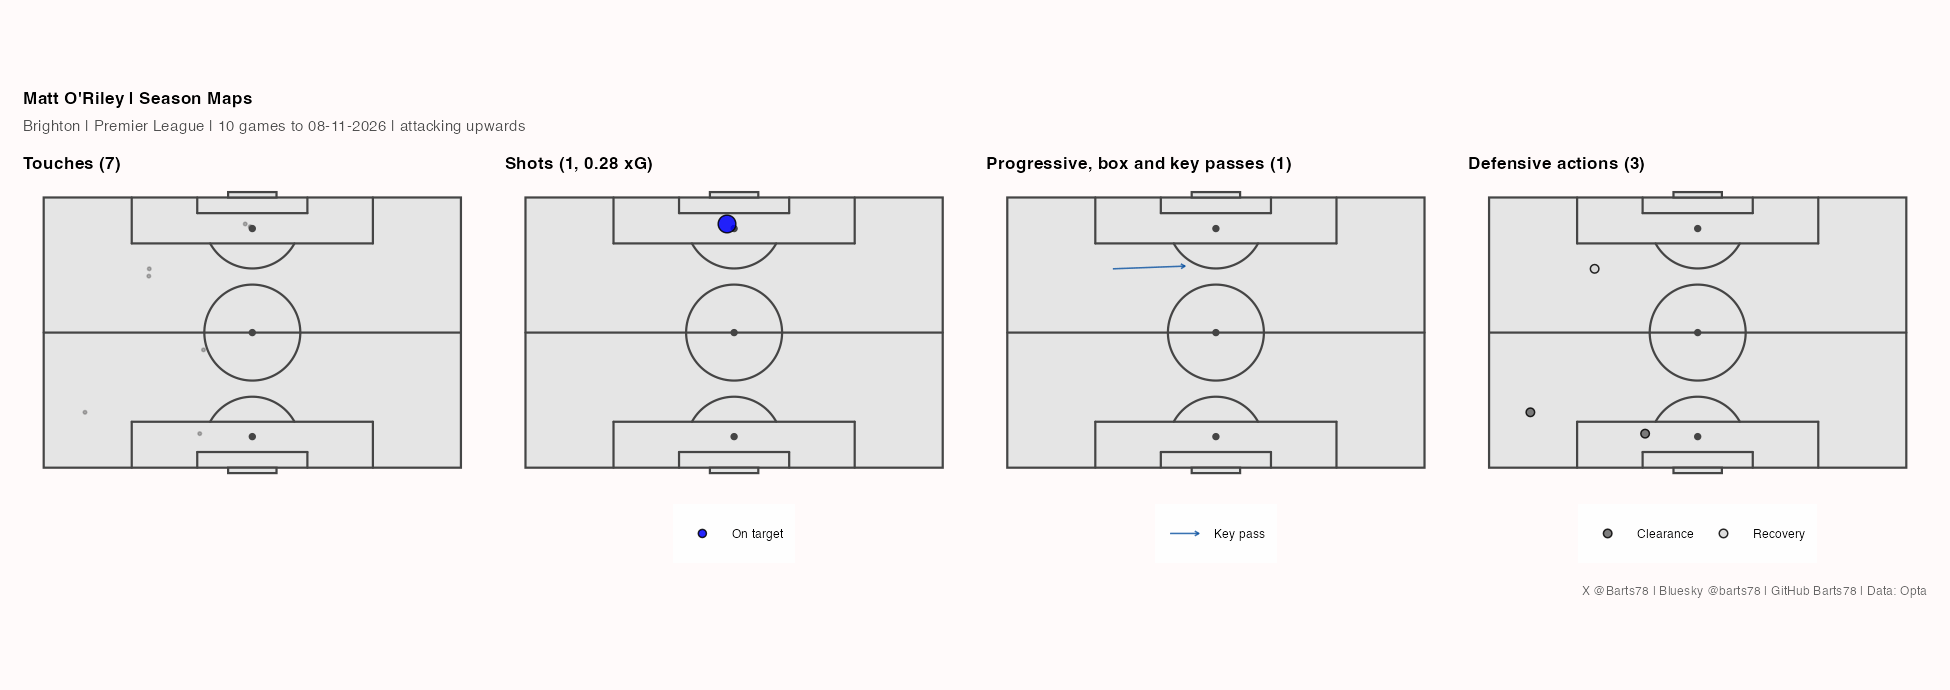 Matt O'Riley | Season Maps
Brighton | Premier League | 10 games to 08-11-2026 | attacking upwards
Touches (7)
Shots (1, 0.28 xG)
Progressive, box and key passes (1)
Defensive actions (3)
On target
Key pass
Clearance
Recovery
X @Barts78 | Bluesky @barts78 | GitHub Barts78 | Data: Opta